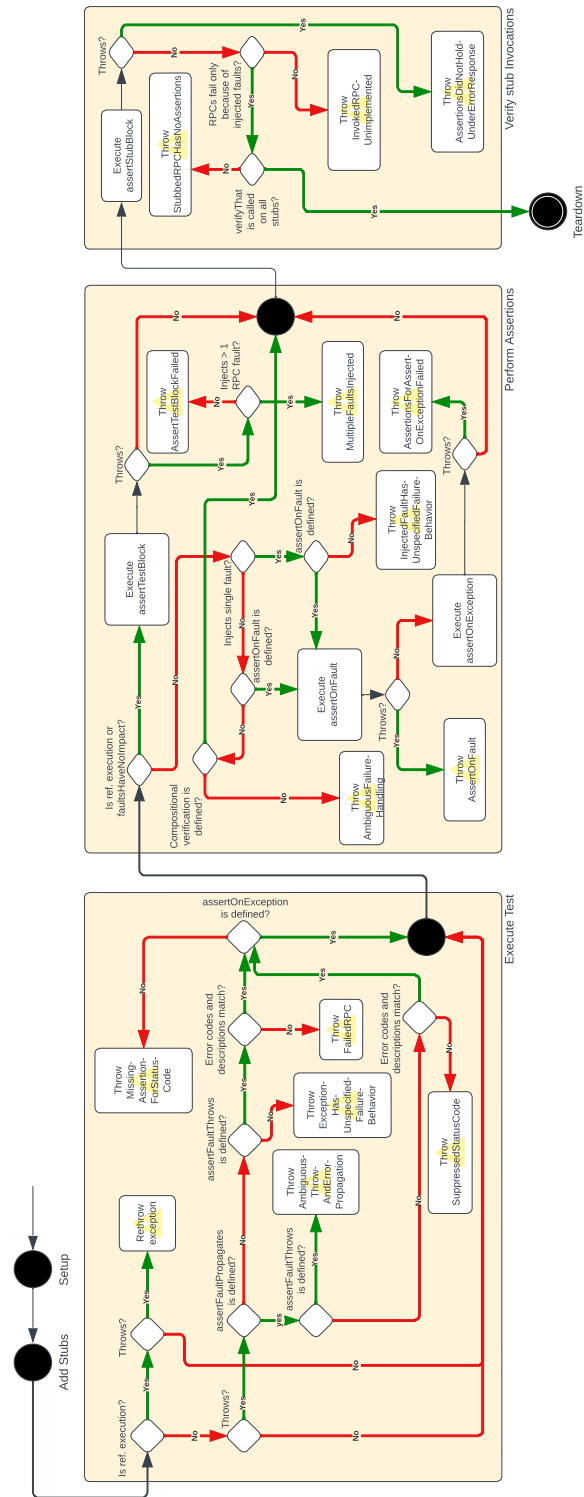 Setup
Add Stubs
Execute Test
Is ref. execution?
Yes
No
Throws?
Yes
No
Rethrow
exception
Throws?
Yes
No
assertFaultPropagates
is defined?
yes
No
assertFaultThrows
is defined?
Yes
No
Throw
Ambiguous-
Throw-
AndError-
Propagation
assertFaultThrows
is defined?
Yes
No
Throw
Exception-
Has-
Unspecified-
Failure-
Behavior
Error codes and
descriptions match?
Yes
No
Throw
FailedRPC
Error codes and
descriptions match?
Yes
No
Throw
SuppressedStatusCode
assertOnException
is defined?
Yes
No
Throw
Missing-
Assertion-
ForStatus-
Code
Perform Assertions
Is ref. execution or
faultsHaveNoImpact?
Yes
No
Execute
assertTestBlock
Throws?
Yes
No
Injects > 1
RPC fault?
Yes
No
Throw
AssertTestBlockFailed
Throw
MultipleFaultsInjected
Injects single fault?
Yes
No
assertOnFault is
defined?
Yes
No
Throw
InjectedFaultHas-
UnspecifiedFailure-
Behavior
assertOnFault is
defined?
Yes
No
Compositional
verification is
defined?
Yes
No
Throw
AmbiguousFailure-
Handling
Execute
assertOnFault
Throws?
Yes
No
Throw
AssertOnFault
Execute
assertOnException
Throws?
Yes
No
Throw
AssertionsForAssert-
OnExceptionFailed
Verify stub Invocations
Execute
assertStubBlock
Throws?
Yes
No
Throw
AssertionsDidNotHold-
UnderErrorResponse
RPCs fail only
because of
injected faults?
Yes
No
Throw
InvokedRPC-
Unimplemented
verifyThat
is called
on all
stubs?
Yes
No
Throw
StubbedRPCHasNoAssertions
Teardown